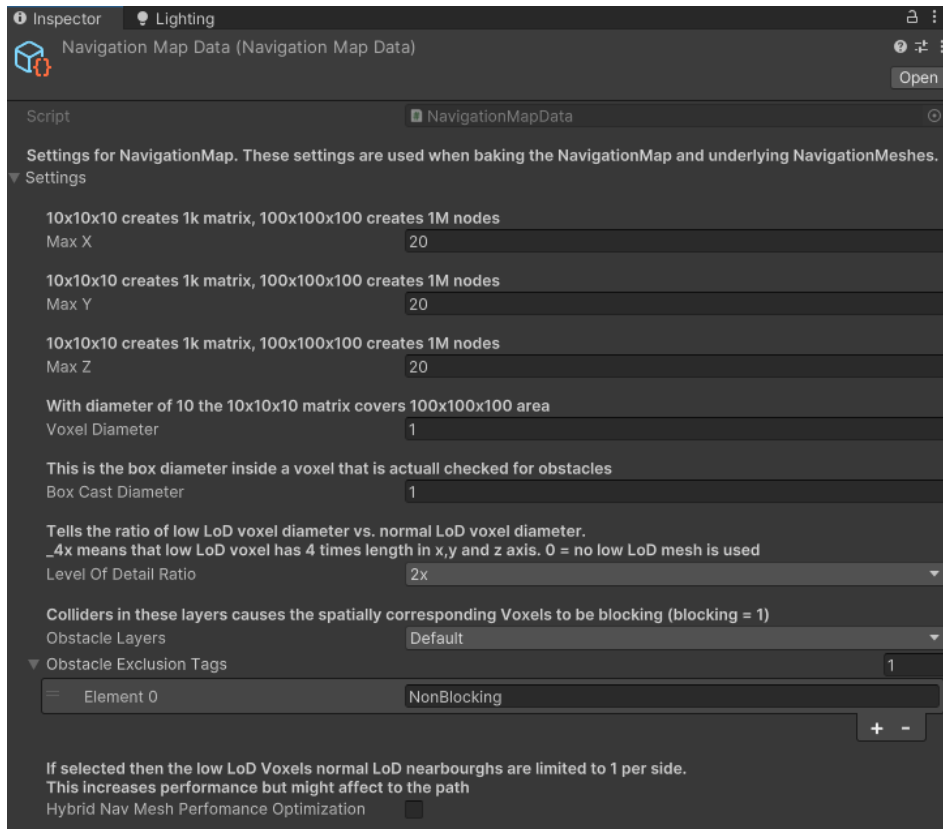 Inspector
Lighting
Navigation Map Data (Navigation Map Data)
Open
Script
NavigationMapData
Settings for NavigationMap. These settings are used when baking the NavigationMap and underlying NavigationMeshes.
Settings
10x10x10 creates 1k matrix, 100x100x100 creates 1M nodes
Max X
20
10x10x10 creates 1k matrix, 100x100x100 creates 1M nodes
Max Y
20
10x10x10 creates 1k matrix, 100x100x100 creates 1M nodes
Max Z
20
With diameter of 10 the 10x10x10 matrix covers 100x100x100 area
Voxel Diameter
1
This is the box diameter inside a voxel that is actuall checked for obstacles
Box Cast Diameter
1
Tells the ratio of low LoD voxel diameter vs. normal LoD voxel diameter.
_4x means that low LoD voxel has 4 times length in x,y and z axis. 0 = no low LoD mesh is used
Level Of Detail Ratio
2x
Colliders in these layers causes the spatially corresponding Voxels to be blocking (blocking = 1)
Obstacle Layers
Default
Obstacle Exclusion Tags
1
Element 0
NonBlocking
+ -
If selected then the low LoD Voxels normal LoD nearbourghs are limited to 1 per side.
This increases performance but might affect to the path
Hybrid Nav Mesh Perfomance Optimization